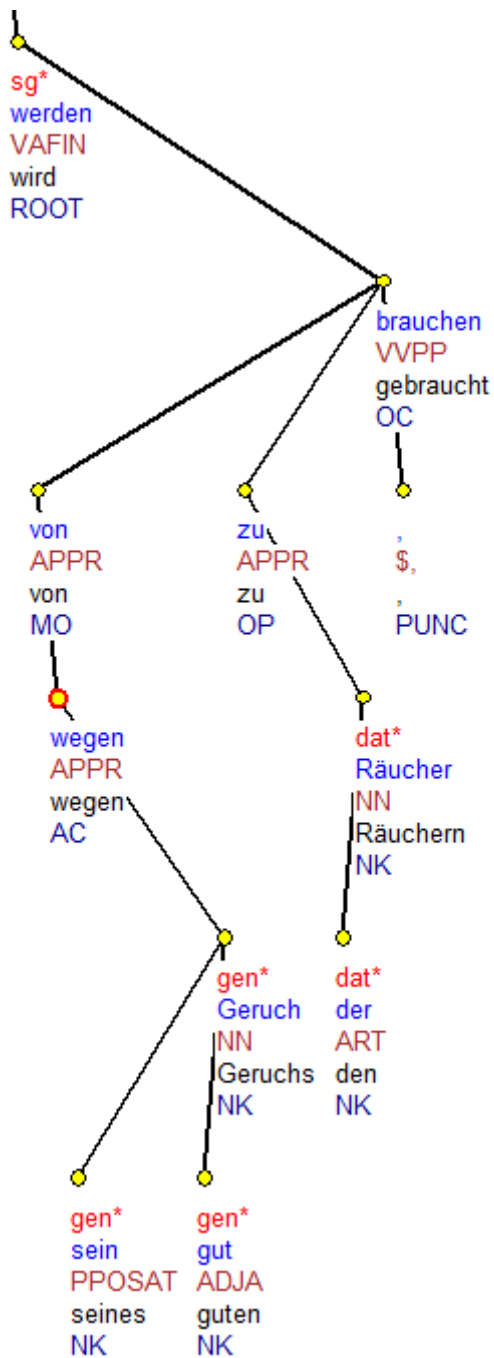 sg*
werden
VAFIN
wird
ROOT
brauchen
VVPP
gebraucht
OC
von
APPR
von
MO
zu
APPR
zu
OP
,
$,
,
PUNC
wegen
APPR
wegen
AC
dat*
Räucher
NN
Räuchern
NK
gen*
Geruch
NN
Geruchs
NK
dat*
der
ART
den
NK
gen*
sein
PPOSAT
seines
NK
gen*
gut
ADJA
guten
NK